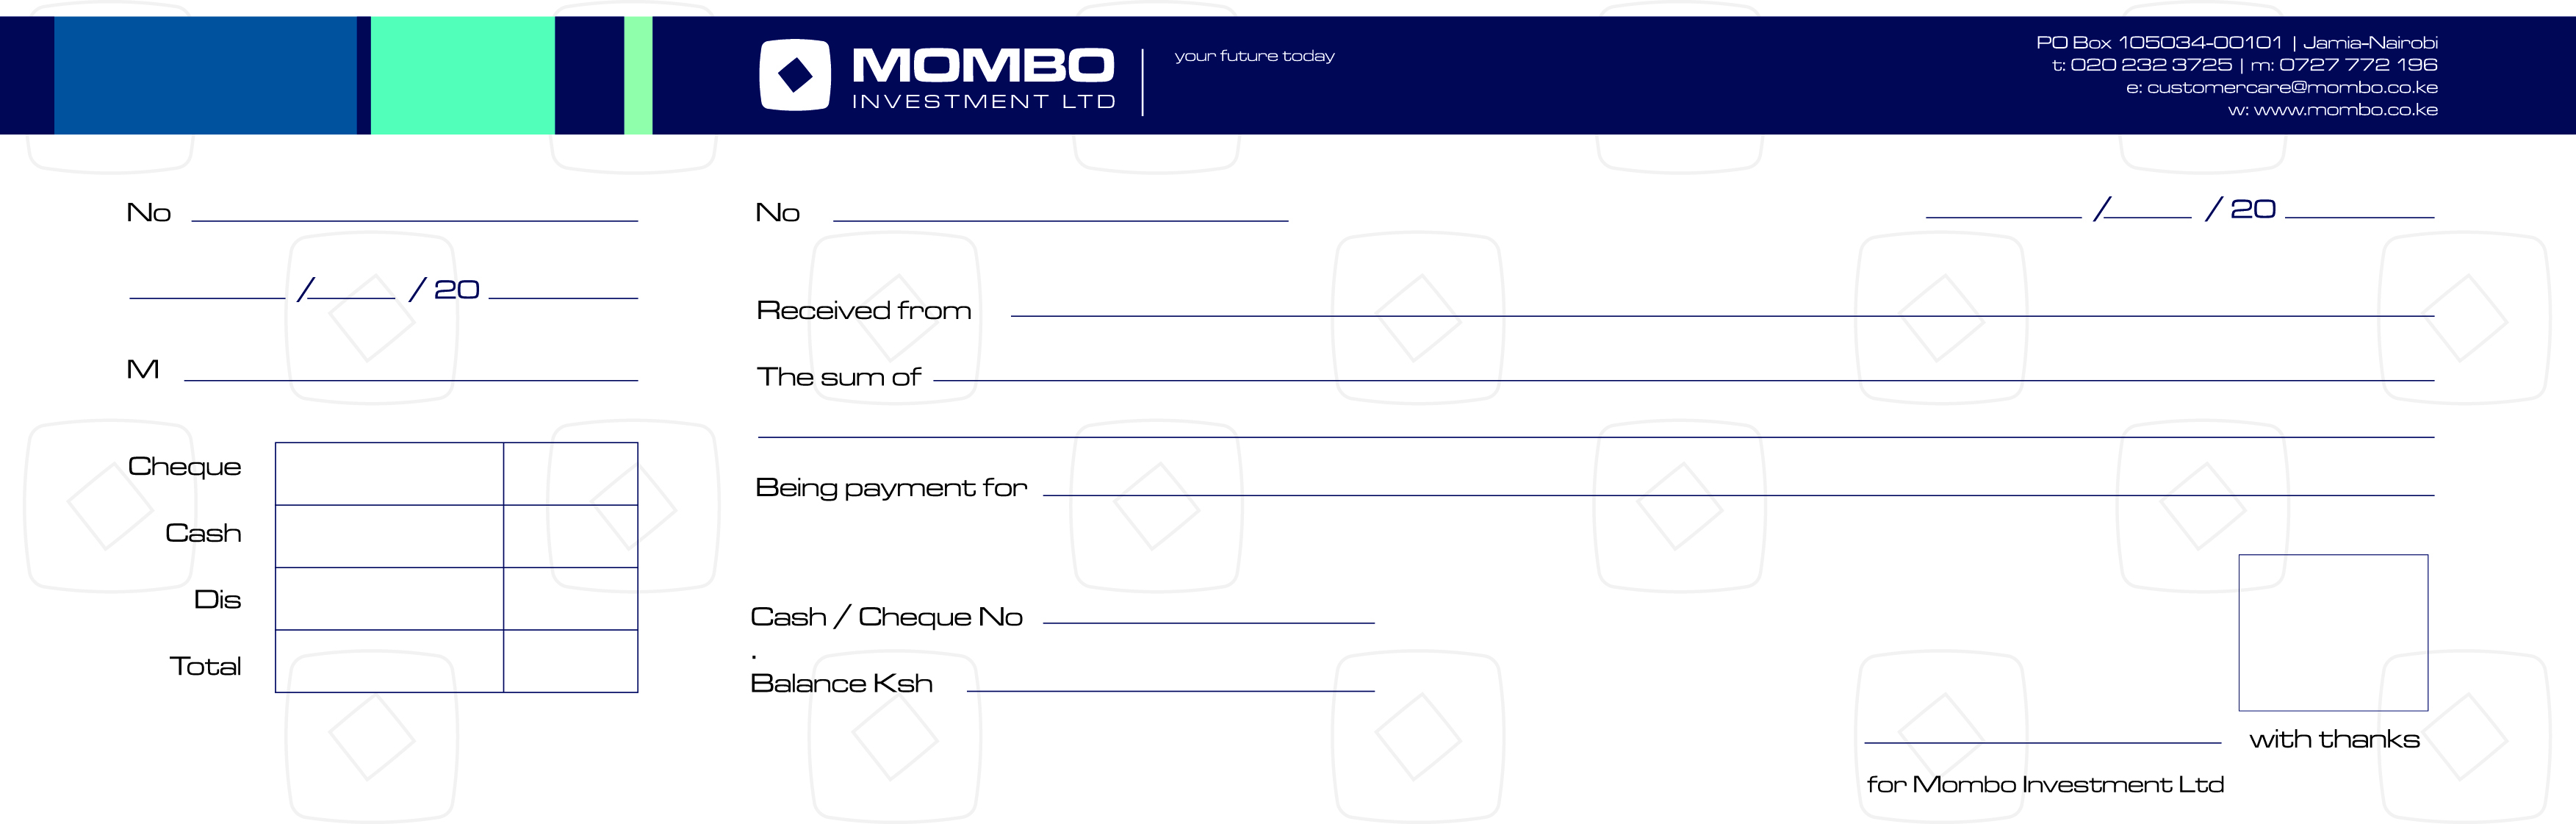 MOMBO
INVESTMENT LTD
your future today
PO Box 105034-00101 | Jamia-Nairobi
t: 020 232 3725 | m: 0727 772 196
e: customercare@mombo.co.ke
w: www.mombo.co.ke
No
/ / 20
M
Cheque
Cash
Dis
Total
No
/ / 20
Received from
The sum of
Being payment for
Cash / Cheque No
.
Balance Ksh
with thanks
for Mombo Investment Ltd